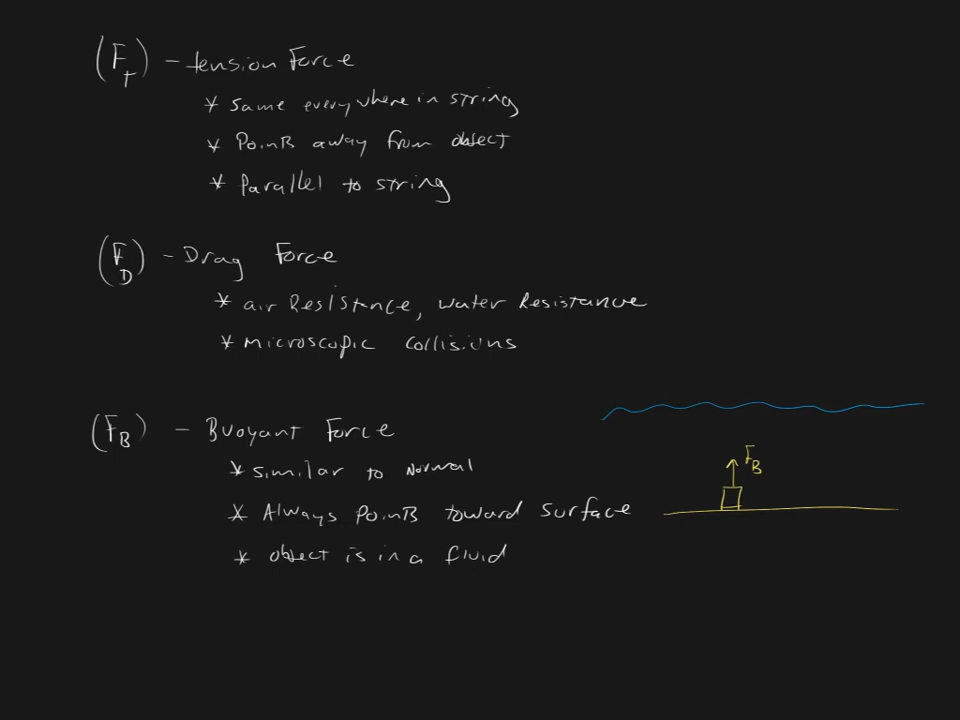 (F_T) - tension Force
* Same everywhere in string
* Points away from object
* Parallel to string
(F_D) - Drag Force
* air Resistance, water Resistance
* Microscopic Collisions
(F_B) - Buoyant Force
* similar to Normal
* Always Points toward surface
* object is in a fluid
F_B